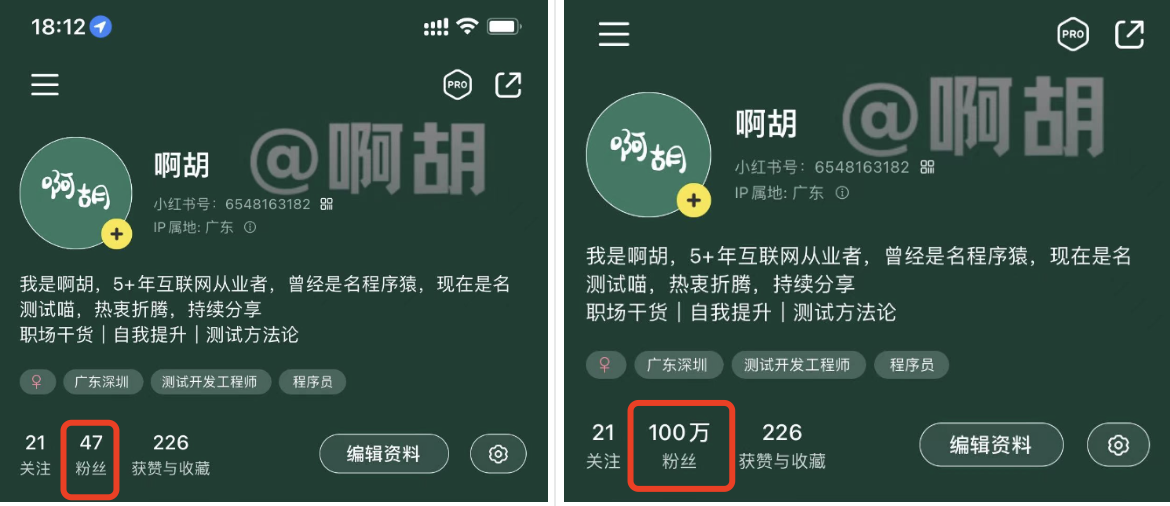 18:12
PRO
@啊胡
啊胡
啊胡
小红书号：6548163182
IP属地: 广东
我是啊胡，5+年互联网从业者，曾经是名程序猿，现在是名
测试喵，热衷折腾，持续分享
职场干货｜自我提升｜测试方法论
广东深圳 测试开发工程师 程序员
21 47 226
关注 粉丝 获赞与收藏
编辑资料
PRO
@啊胡
啊胡
啊胡
小红书号：6548163182
IP属地: 广东
我是啊胡，5+年互联网从业者，曾经是名程序猿，现在是名
测试喵，热衷折腾，持续分享
职场干货｜自我提升｜测试方法论
广东深圳 测试开发工程师 程序员
21 100万 226
关注 粉丝 获赞与收藏
编辑资料